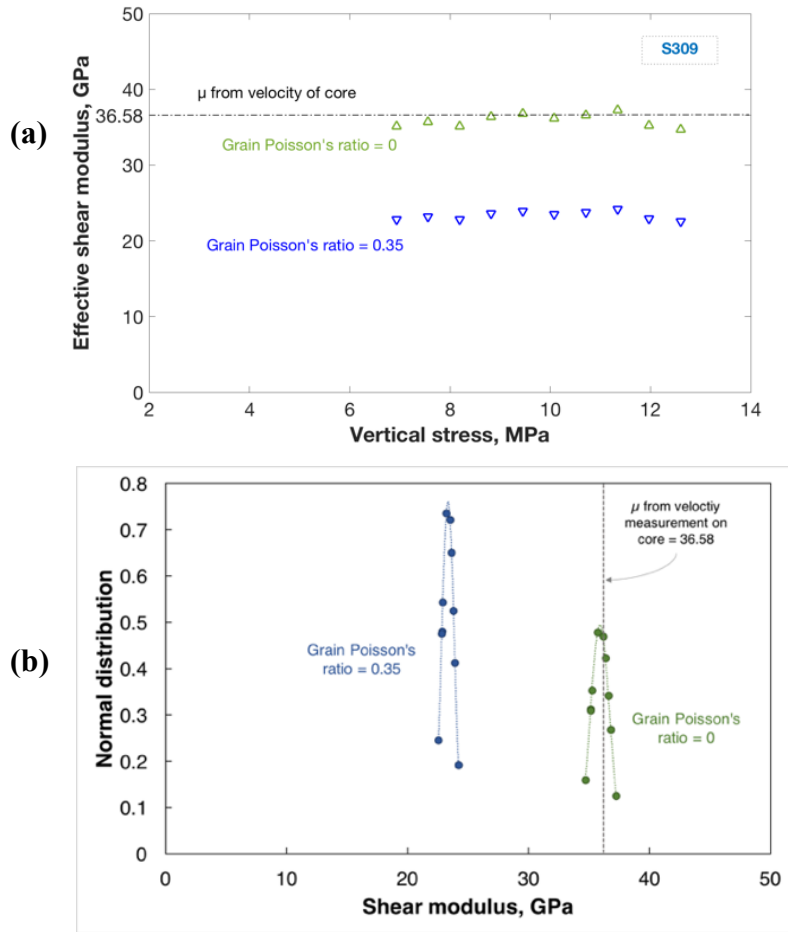 (a)
Effective shear modulus, GPa
50
40
36.58
30
20
10
0
S309
μ from velocity of core
Grain Poisson's ratio = 0
Grain Poisson's ratio = 0.35
2
4
6
8
10
12
14
Vertical stress, MPa
(b)
Normal distribution
0.8
0.7
0.6
0.5
0.4
0.3
0.2
0.1
0
μ from veloctiy
measurement on
core = 36.58
Grain Poisson's
ratio = 0.35
Grain Poisson's
ratio = 0
0
10
20
30
40
50
Shear modulus, GPa